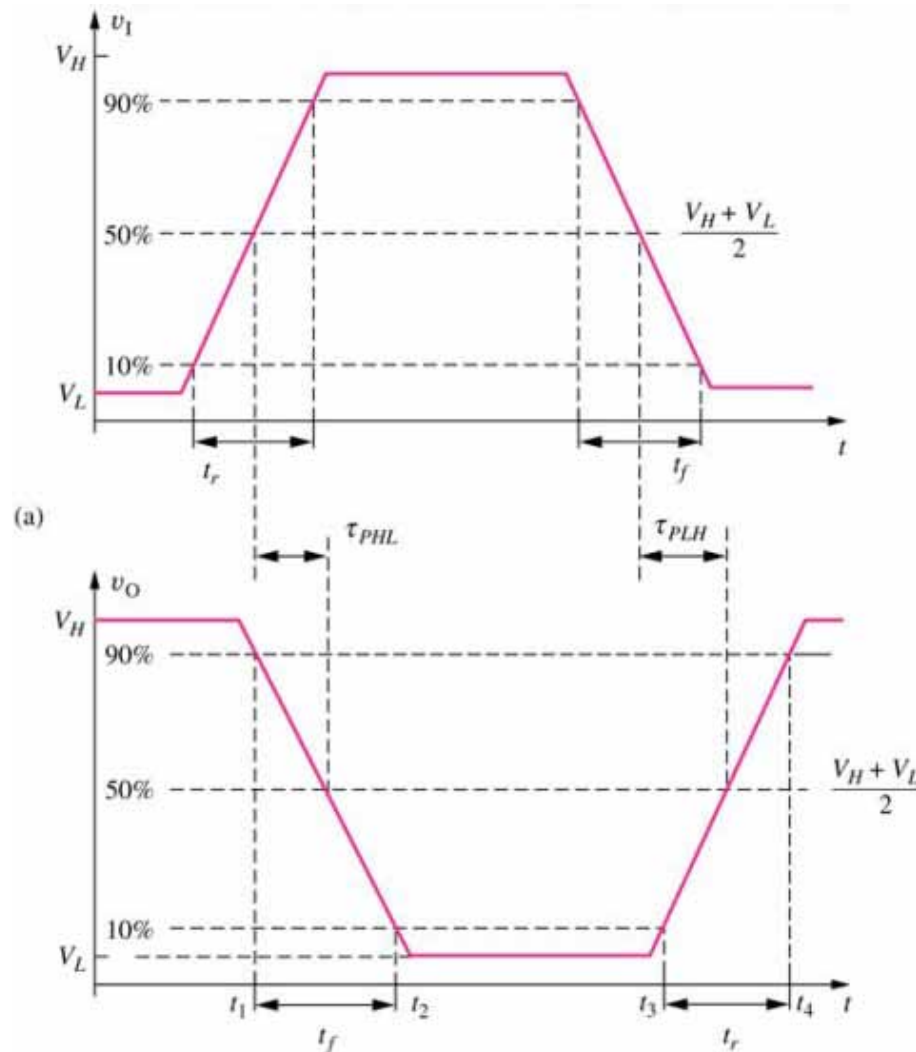 v_I
V_H
90%
50%
(V_H + V_L) / 2
10%
V_L
t
t_r
t_f
(a)
τ_PHL
τ_PLH
v_O
V_H
90%
50%
(V_H + V_L) / 2
10%
V_L
t_1
t_2
t_3
t_4
t
t_f
t_r